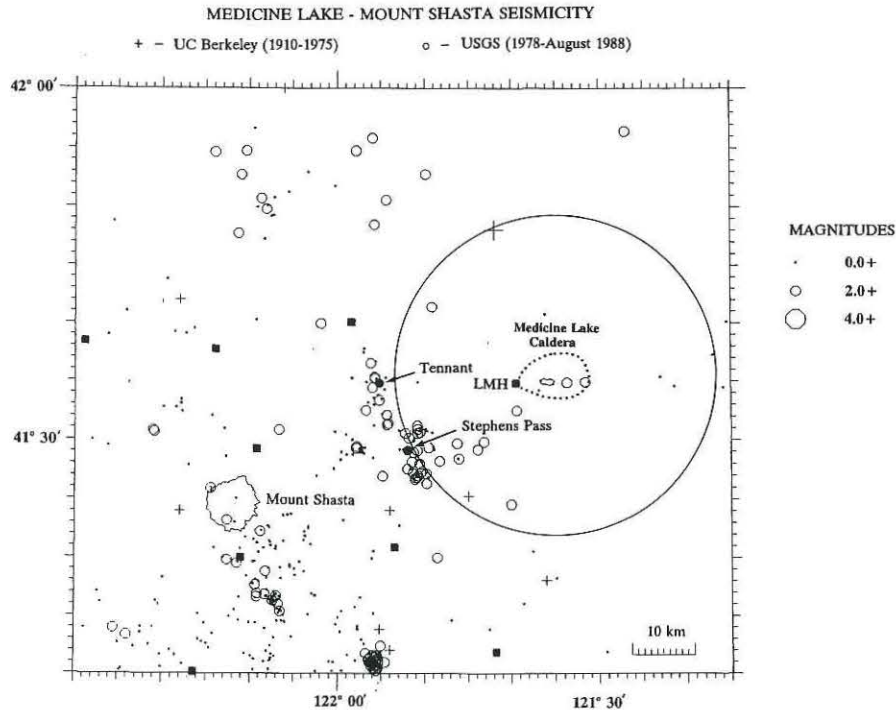 MEDICINE LAKE - MOUNT SHASTA SEISMICITY
+ - UC Berkeley (1910-1975) o - USGS (1978-August 1988)
42° 00'
MAGNITUDES
0.0+
2.0+
4.0+
Medicine Lake
Caldera
Tennant
LMH
Stephens Pass
41° 30'
Mount Shasta
10 km
122° 00'
121° 30'